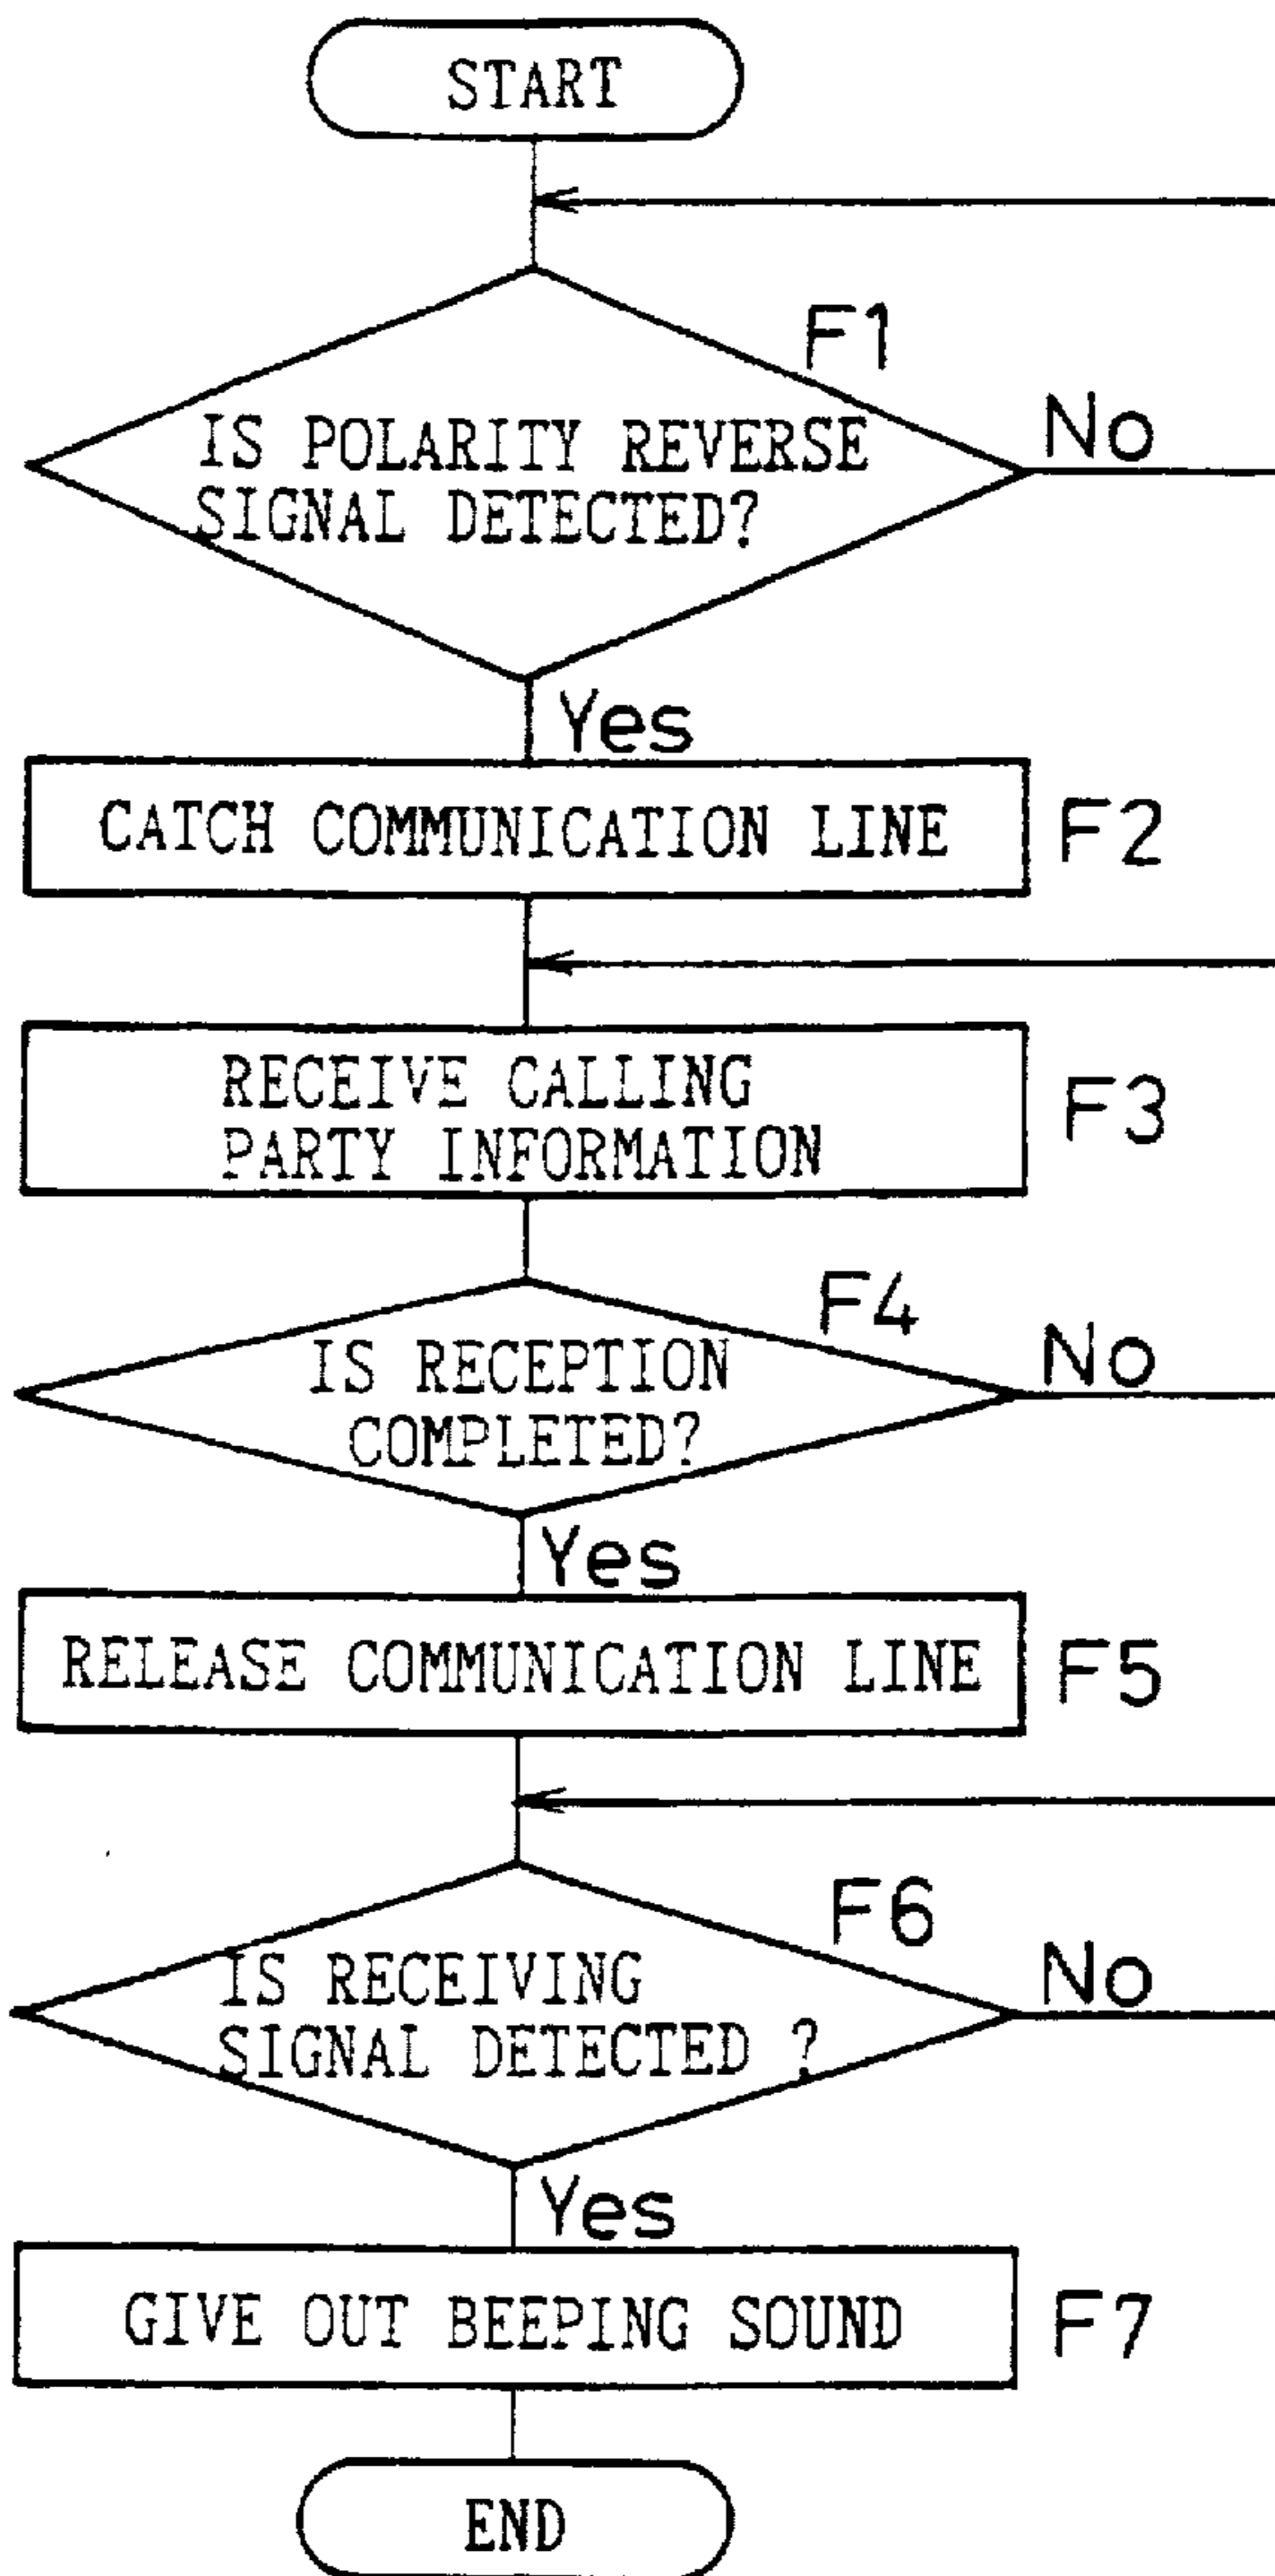 START
F1
IS POLARITY REVERSE
SIGNAL DETECTED?
No
Yes
CATCH COMMUNICATION LINE
F2
RECEIVE CALLING
PARTY INFORMATION
F3
F4
IS RECEPTION
COMPLETED?
No
Yes
RELEASE COMMUNICATION LINE
F5
F6
IS RECEIVING
SIGNAL DETECTED ?
No
Yes
GIVE OUT BEEPING SOUND
F7
END